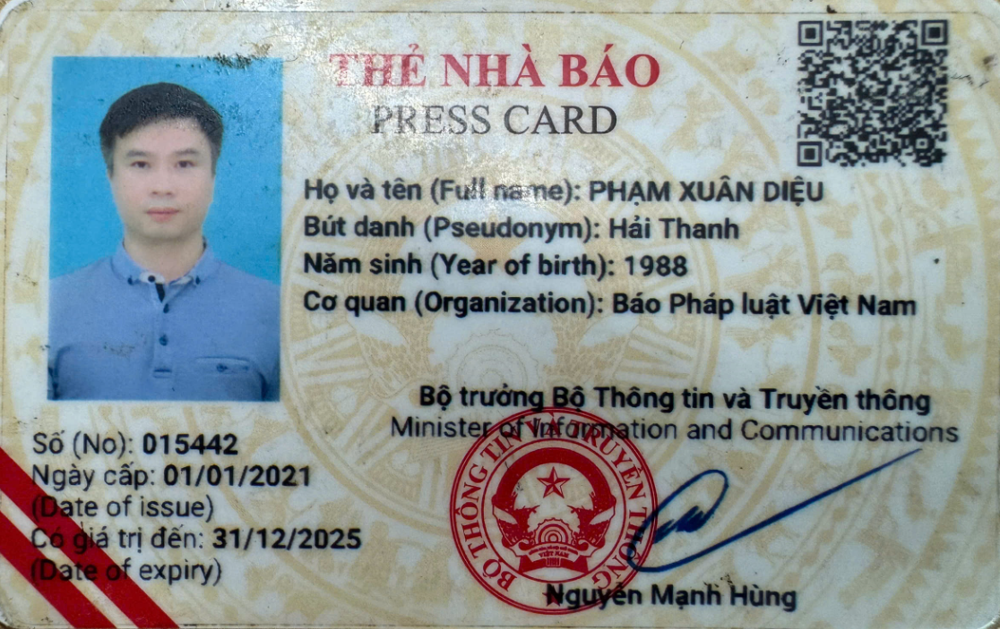 THẺ NHÀ BÁO
PRESS CARD
Họ và tên (Full name): PHẠM XUÂN DIỆU
Bút danh (Pseudonym): Hải Thanh
Năm sinh (Year of birth): 1988
Cơ quan (Organization): Báo Pháp luật Việt Nam
Bộ trưởng Bộ Thông tin và Truyền thông
Minister of Information and Communications
Số (No): 015442
Ngày cấp: 01/01/2021
(Date of issue)
Có giá trị đến: 31/12/2025
(Date of expiry)
BỘ THÔNG TIN VÀ TRUYỀN THÔNG
VIỆT NAM
Nguyễn Mạnh Hùng